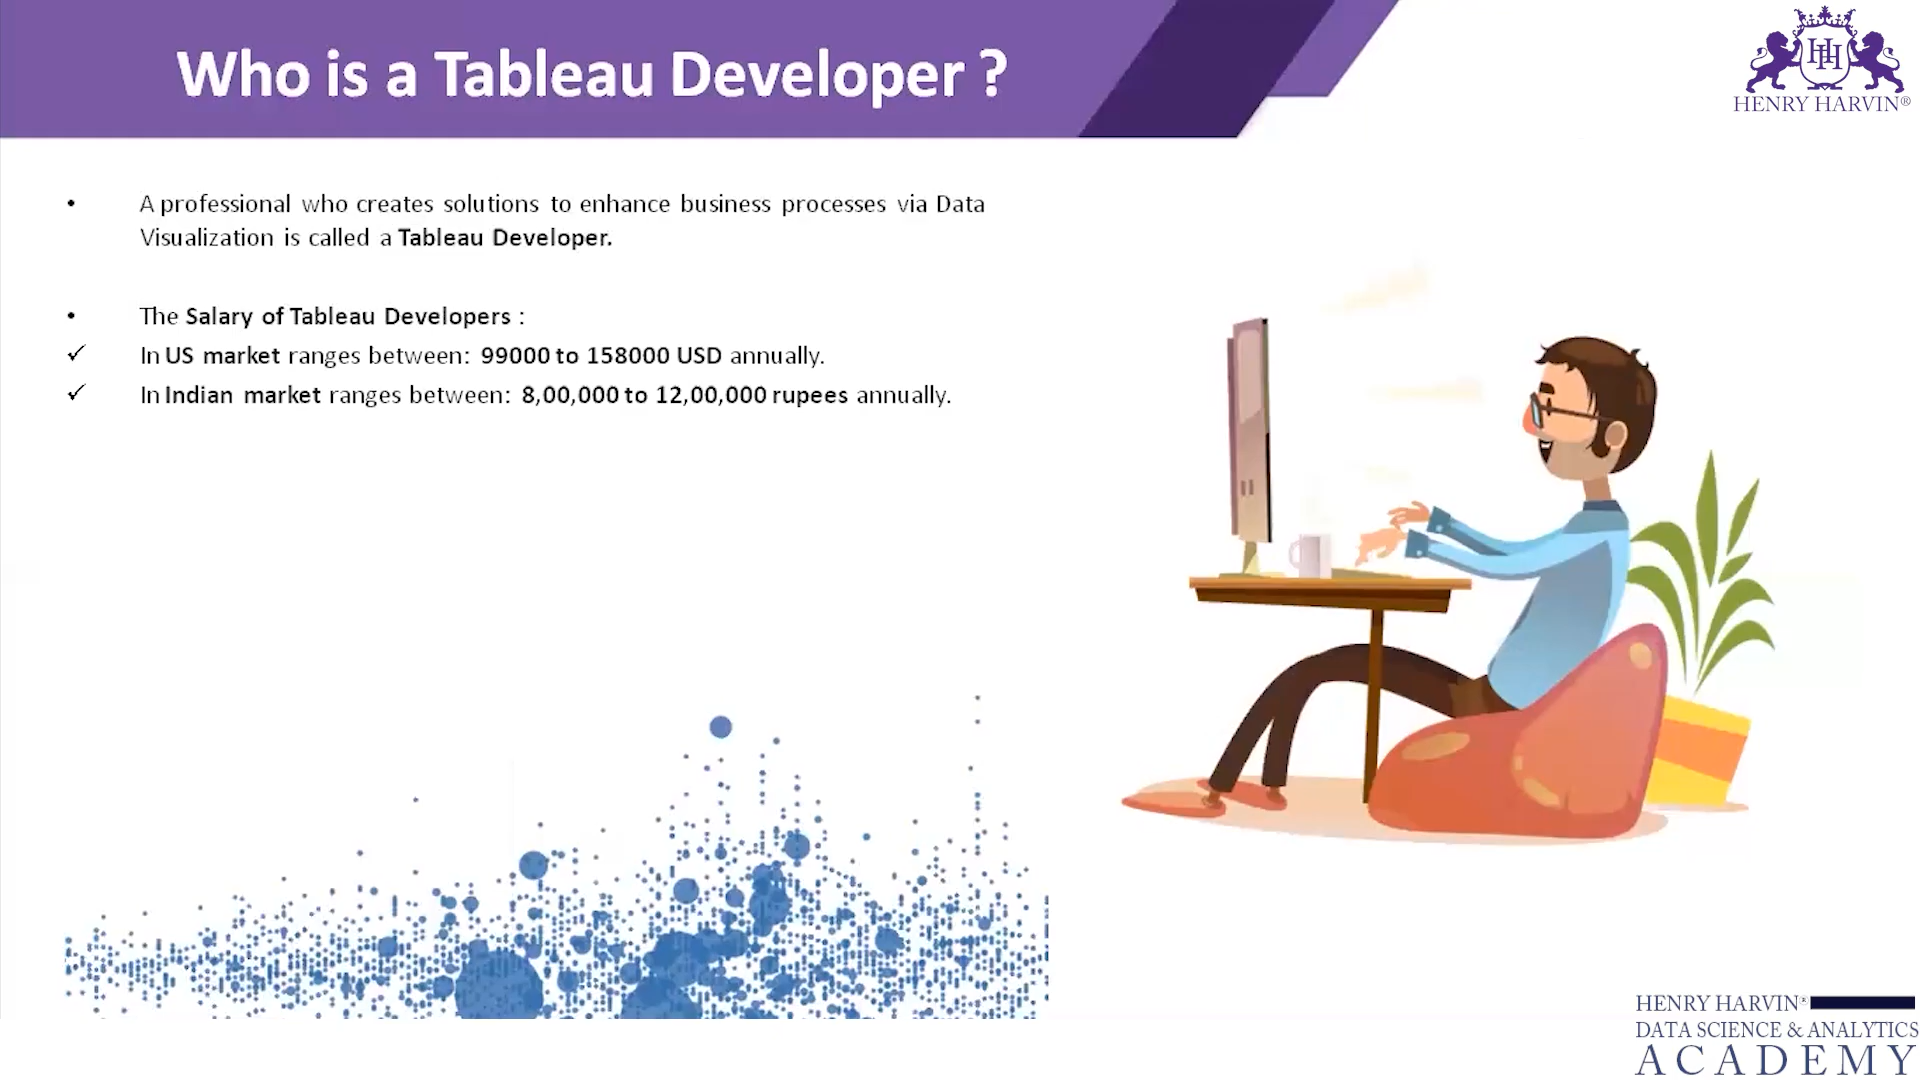 Who is a Tableau Developer ?
HENRY HARVIN®
• A professional who creates solutions to enhance business processes via Data
Visualization is called a Tableau Developer.
• The Salary of Tableau Developers :
✓ In US market ranges between: 99000 to 158000 USD annually.
✓ In Indian market ranges between: 8,00,000 to 12,00,000 rupees annually.
HENRY HARVIN®
DATA SCIENCE & ANALYTICS
ACADEMY